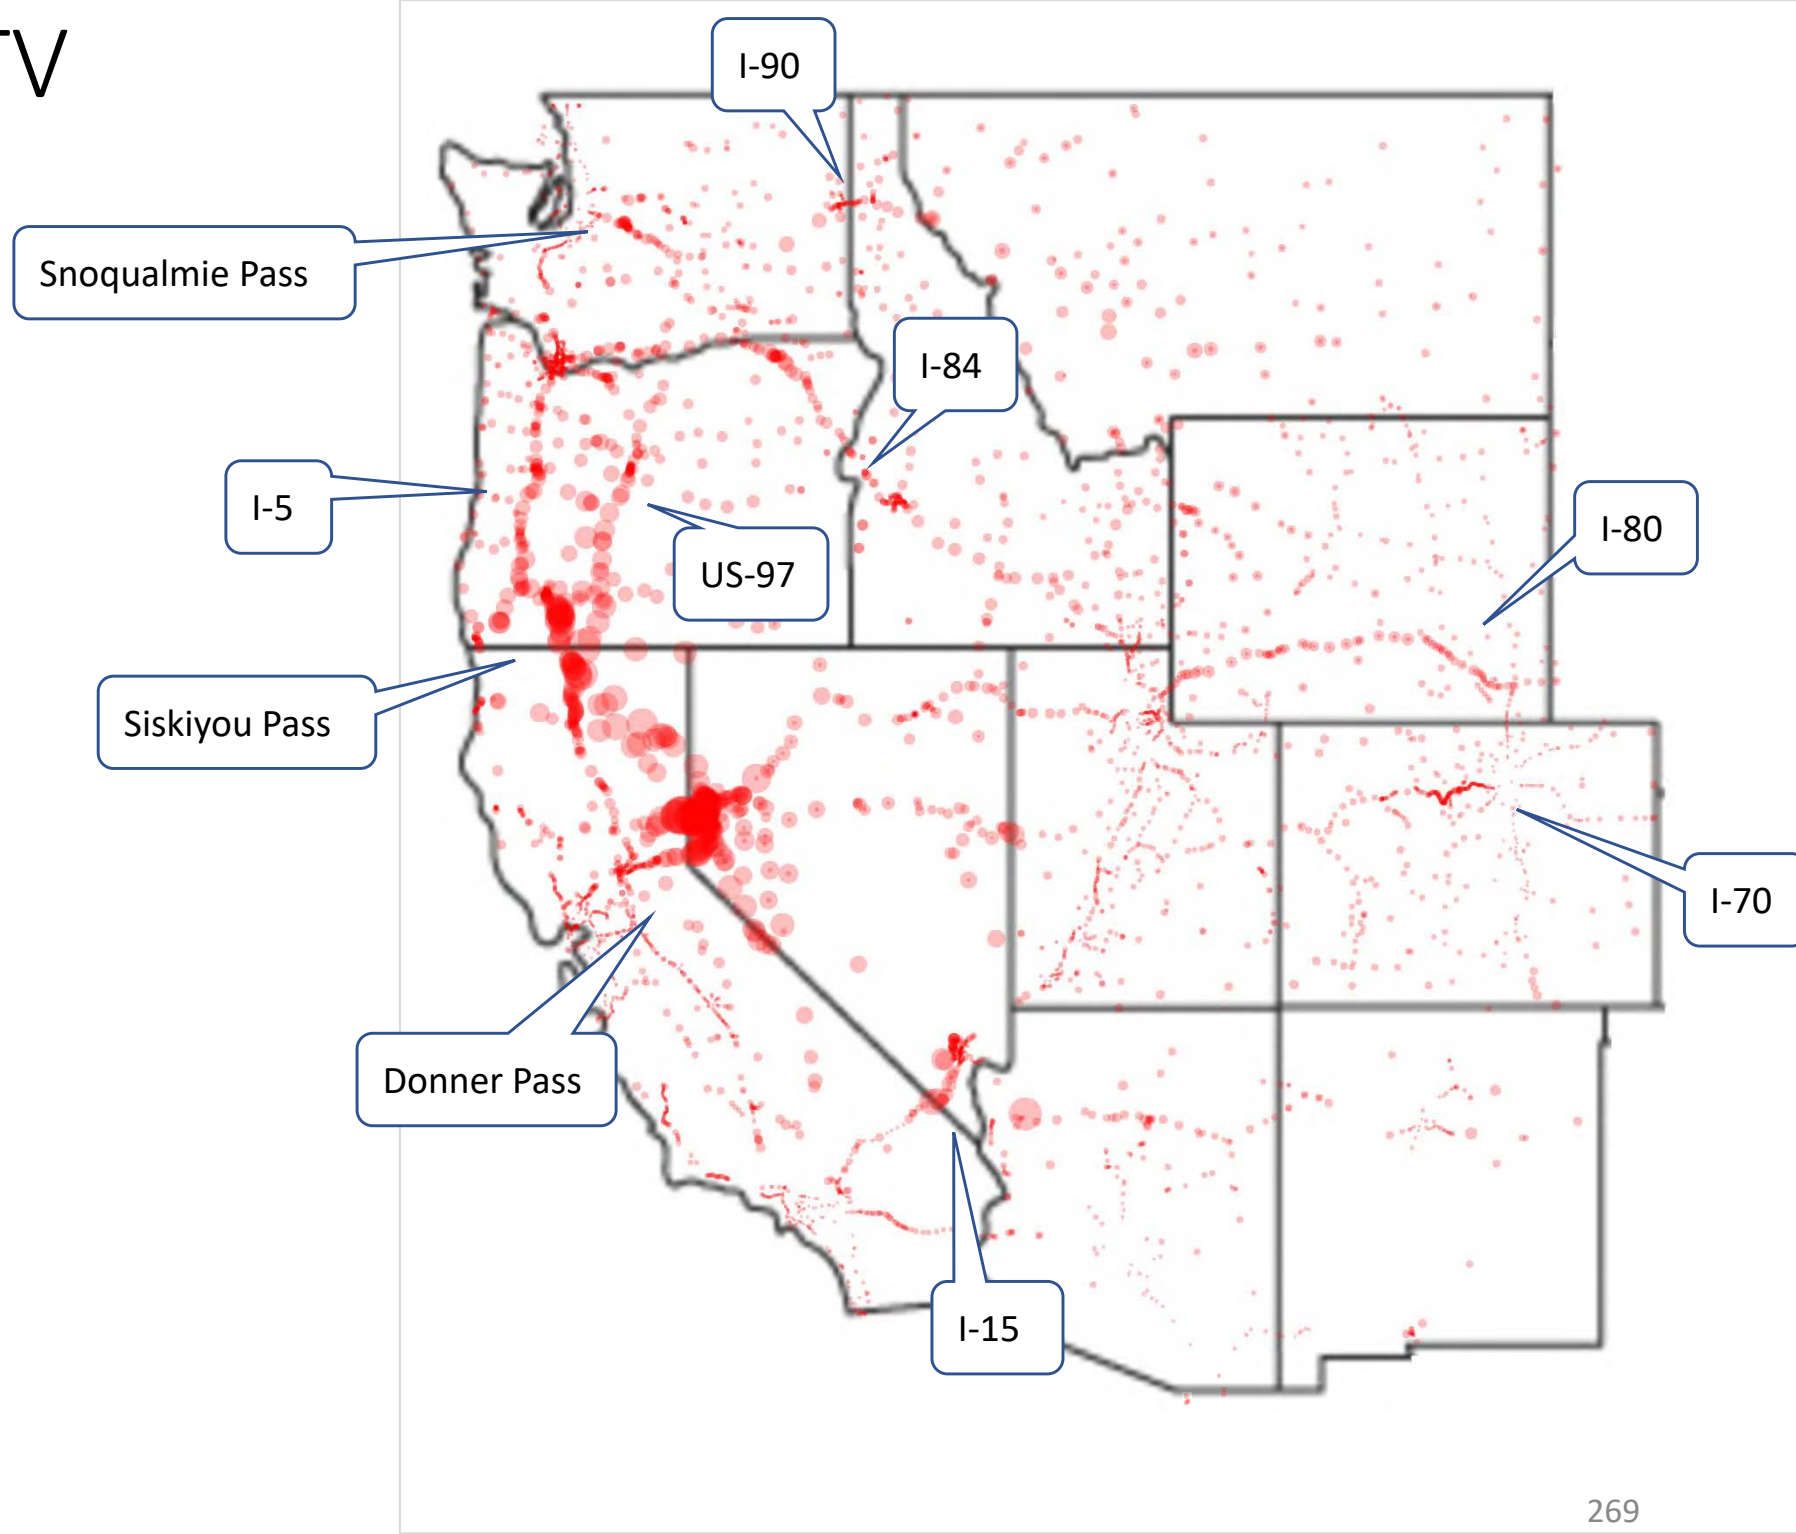 TV
I-90
Snoqualmie Pass
I-84
I-5
I-80
US-97
Siskiyou Pass
I-70
Donner Pass
I-15
269